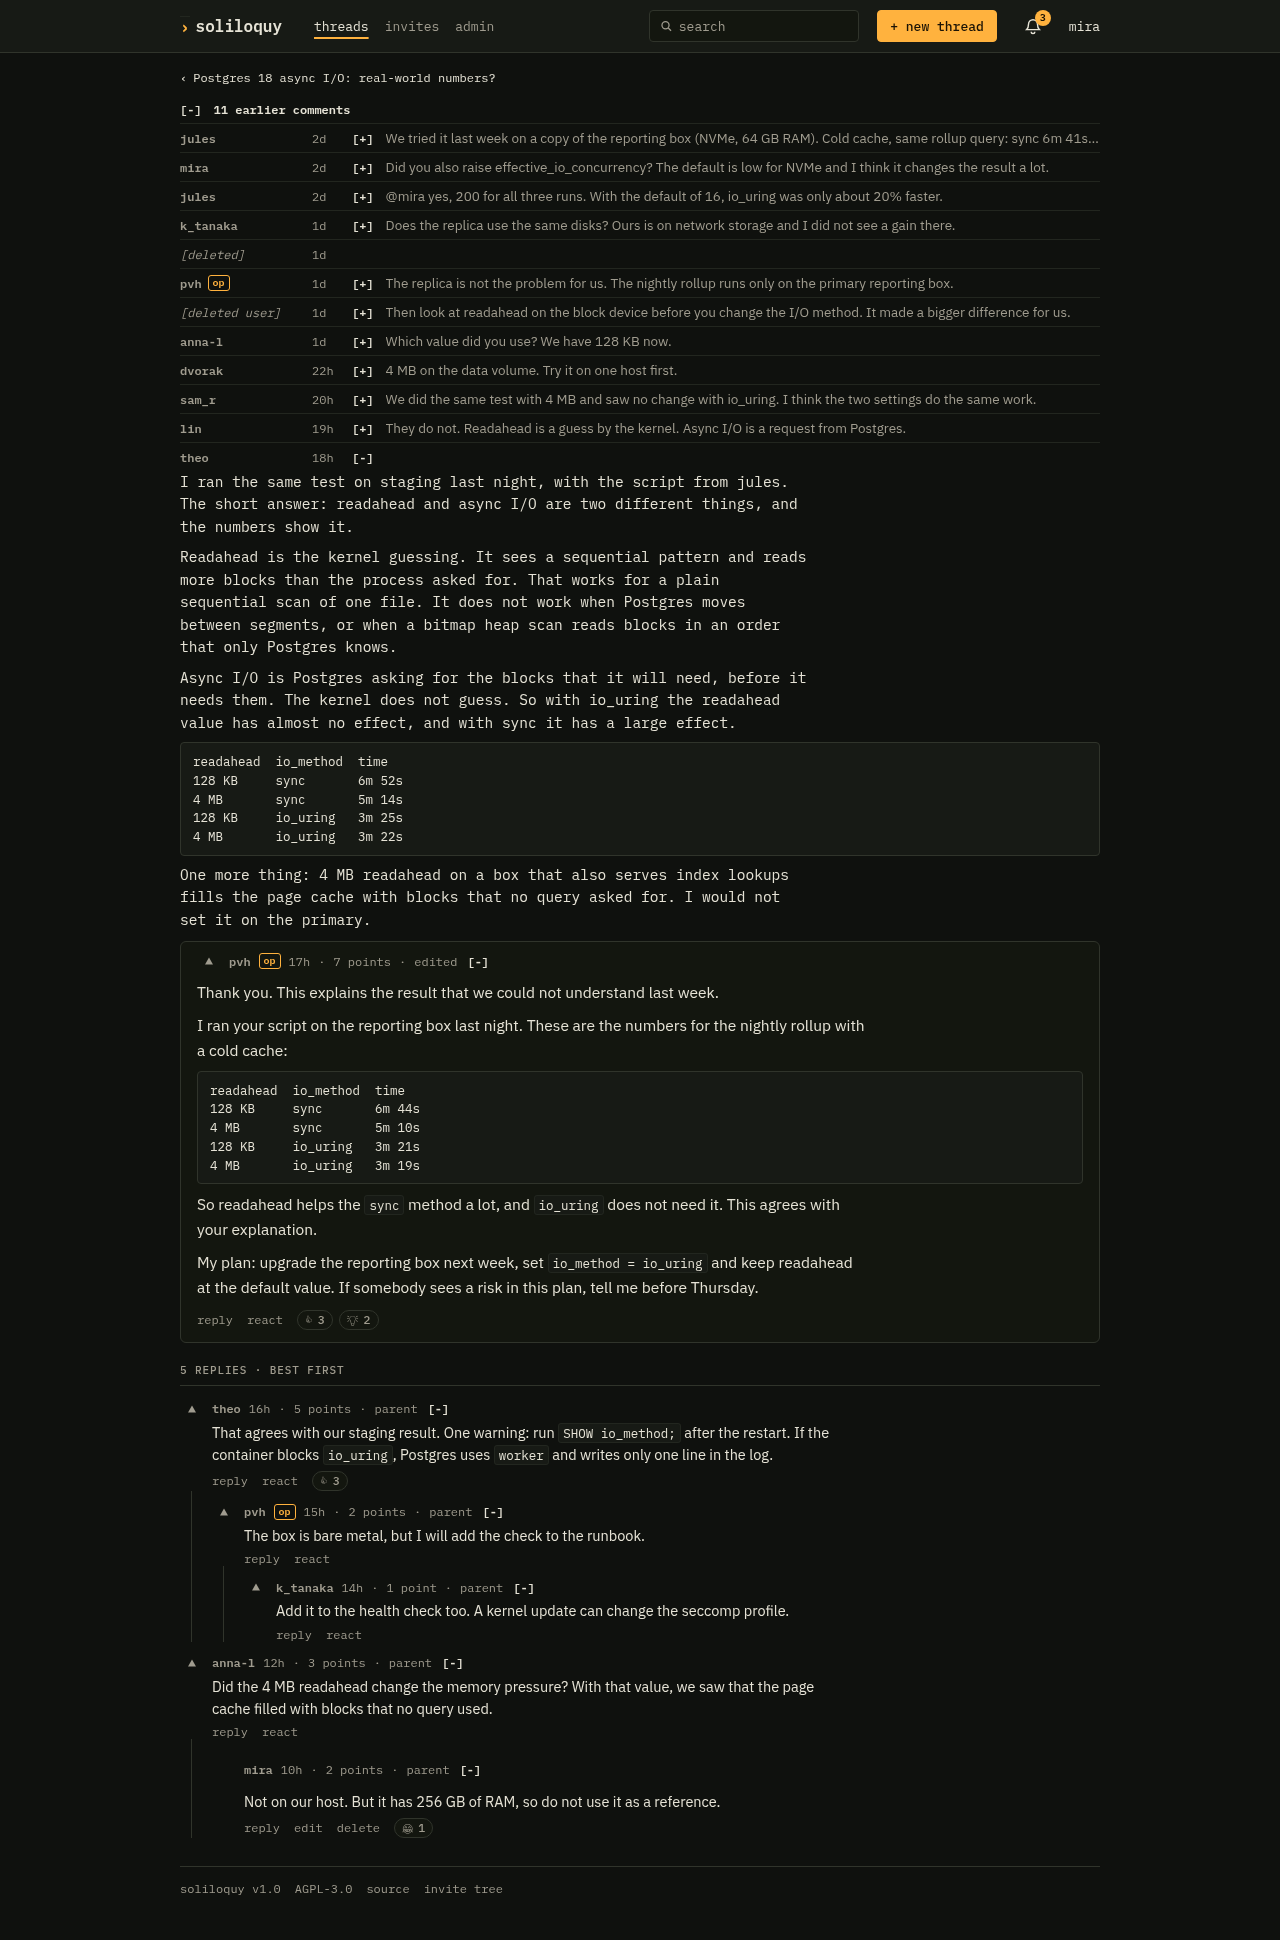 › soliloquy threads invites admin search + new thread 3 mira
‹ Postgres 18 async I/O: real-world numbers?
[-] 11 earlier comments
jules 2d [+] We tried it last week on a copy of the reporting box (NVMe, 64 GB RAM). Cold cache, same rollup query: sync 6m 41s…
mira 2d [+] Did you also raise effective_io_concurrency? The default is low for NVMe and I think it changes the result a lot.
jules 2d [+] @mira yes, 200 for all three runs. With the default of 16, io_uring was only about 20% faster.
k_tanaka 1d [+] Does the replica use the same disks? Ours is on network storage and I did not see a gain there.
[deleted] 1d
pvh op 1d [+] The replica is not the problem for us. The nightly rollup runs only on the primary reporting box.
[deleted user] 1d [+] Then look at readahead on the block device before you change the I/O method. It made a bigger difference for us.
anna-l 1d [+] Which value did you use? We have 128 KB now.
dvorak 22h [+] 4 MB on the data volume. Try it on one host first.
sam_r 20h [+] We did the same test with 4 MB and saw no change with io_uring. I think the two settings do the same work.
lin 19h [+] They do not. Readahead is a guess by the kernel. Async I/O is a request from Postgres.
theo 18h [-]
I ran the same test on staging last night, with the script from jules.
The short answer: readahead and async I/O are two different things, and
the numbers show it.
Readahead is the kernel guessing. It sees a sequential pattern and reads
more blocks than the process asked for. That works for a plain
sequential scan of one file. It does not work when Postgres moves
between segments, or when a bitmap heap scan reads blocks in an order
that only Postgres knows.
Async I/O is Postgres asking for the blocks that it will need, before it
needs them. The kernel does not guess. So with io_uring the readahead
value has almost no effect, and with sync it has a large effect.
readahead io_method time
128 KB sync 6m 52s
4 MB sync 5m 14s
128 KB io_uring 3m 25s
4 MB io_uring 3m 22s
One more thing: 4 MB readahead on a box that also serves index lookups
fills the page cache with blocks that no query asked for. I would not
set it on the primary.
▲ pvh op 17h · 7 points · edited [-]
Thank you. This explains the result that we could not understand last week.
I ran your script on the reporting box last night. These are the numbers for the nightly rollup with
a cold cache:
readahead io_method time
128 KB sync 6m 44s
4 MB sync 5m 10s
128 KB io_uring 3m 21s
4 MB io_uring 3m 19s
So readahead helps the sync method a lot, and io_uring does not need it. This agrees with
your explanation.
My plan: upgrade the reporting box next week, set io_method = io_uring and keep readahead
at the default value. If somebody sees a risk in this plan, tell me before Thursday.
reply react 👍 3 💡 2
5 REPLIES · BEST FIRST
▲ theo 16h · 5 points · parent [-]
That agrees with our staging result. One warning: run SHOW io_method; after the restart. If the
container blocks io_uring, Postgres uses worker and writes only one line in the log.
reply react 👍 3
▲ pvh op 15h · 2 points · parent [-]
The box is bare metal, but I will add the check to the runbook.
reply react
▲ k_tanaka 14h · 1 point · parent [-]
Add it to the health check too. A kernel update can change the seccomp profile.
reply react
▲ anna-l 12h · 3 points · parent [-]
Did the 4 MB readahead change the memory pressure? With that value, we saw that the page
cache filled with blocks that no query used.
reply react
mira 10h · 2 points · parent [-]
Not on our host. But it has 256 GB of RAM, so do not use it as a reference.
reply edit delete 😄 1
soliloquy v1.0 AGPL-3.0 source invite tree